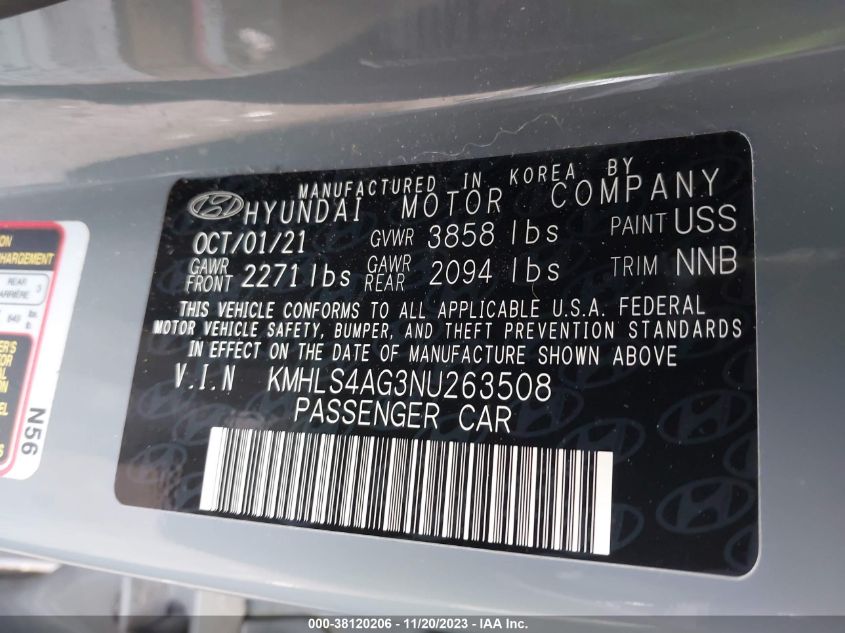 MANUFACTURED IN KOREA BY
HYUNDAI MOTOR COMPANY
OCT/01/21 GVWR 3858 lbs PAINT USS
GAWR FRONT 2271 lbs GAWR REAR 2094 lbs TRIM NNB
THIS VEHICLE CONFORMS TO ALL APPLICABLE U.S.A. FEDERAL
MOTOR VEHICLE SAFETY, BUMPER, AND THEFT PREVENTION STANDARDS
IN EFFECT ON THE DATE OF MANUFACTURE SHOWN ABOVE
V.I.N KMHLS4AG3NU263508
PASSENGER CAR
REAR 3
N56
000-38120206 - 11/20/2023 - IAA Inc.